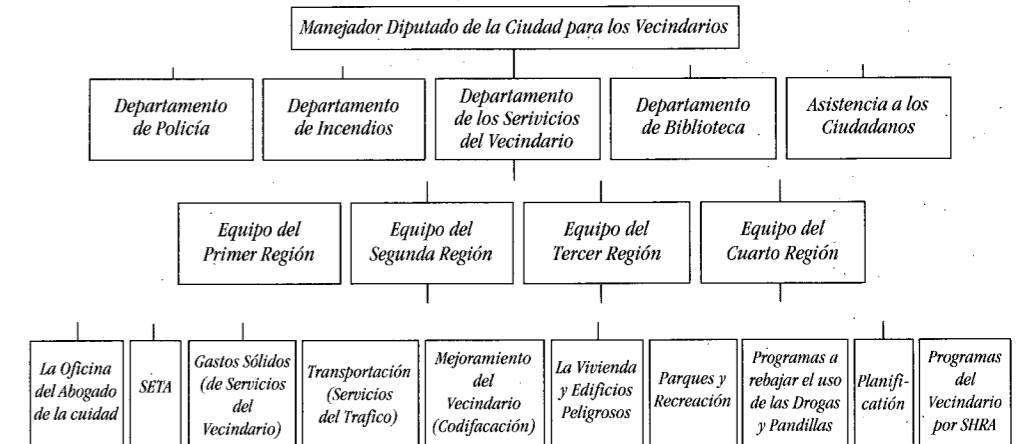 Manejador Diputado de la Ciudad para los Vecindarios
Departamento
de Policía
Departamento
de Incendios
Departamento
de los Serivicios
del Vecindario
Departamento
de Biblioteca
Asistencia a los
Ciudadanos
Equipo del
Primer Región
Equipo del
Segunda Región
Equipo del
Tercer Región
Equipo del
Cuarto Región
La Oficina
del Abogado
de la cuidad
SETA
Gastos Sólidos
(de Servicios
del
Vecindario)
Transportación
(Servicios
del Trafico)
Mejoramiento
del
Vecindario
(Codifacación)
La Vivienda
y Edificios
Peligrosos
Parques y
Recreación
Programas a
rebajar el uso
de las Drogas
y Pandillas
Planifi-
catión
Programas
del
Vecindario
por SHRA